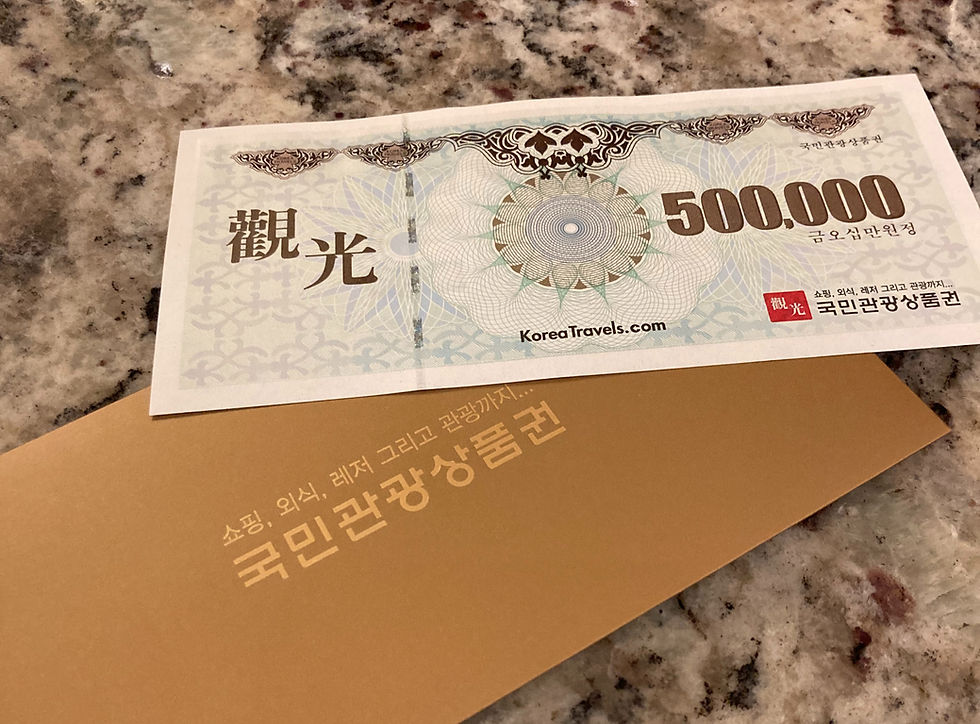 국민관광상품권
觀光
500,000
금오십만원정
KoreaTravels.com
觀光
쇼핑, 외식, 레저 그리고 관광까지...
국민관광상품권
쇼핑, 외식, 레저 그리고 관광까지...
국민관광상품권